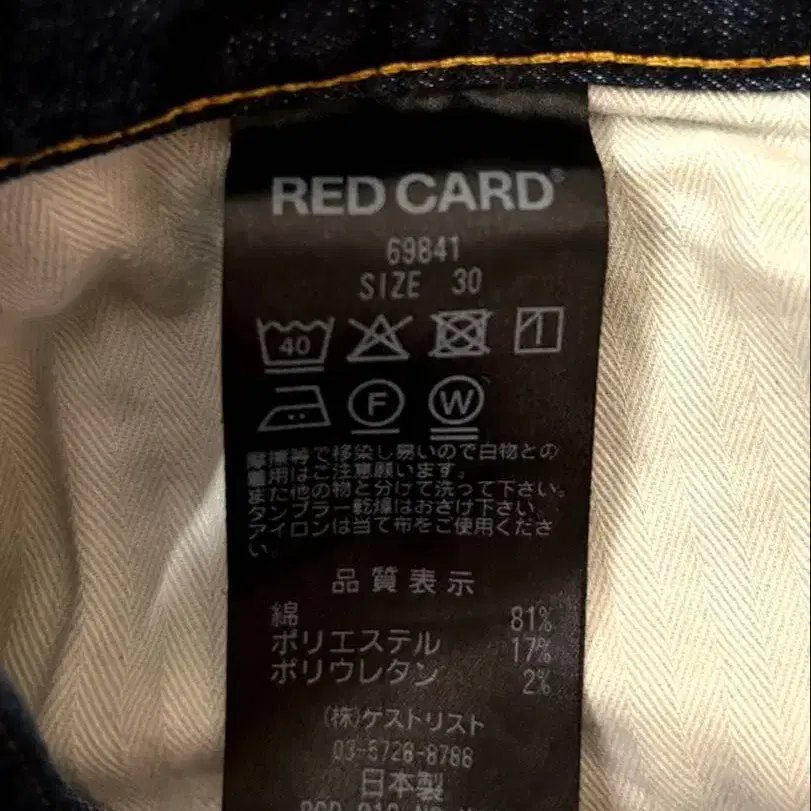 RED CARD®
69841
SIZE 30
40
F W
摩擦等で移染し易いので白物との
着用はご注意願います。
また他の物と分けて洗って下さい。
タンブラー乾燥はおさけ下さい。
アイロンは当て布をご使用くださ
い。
品質表示
綿 81%
ポリエステル 17%
ポリウレタン 2%
(株)ゲストリスト
03-5728-8788
日本製